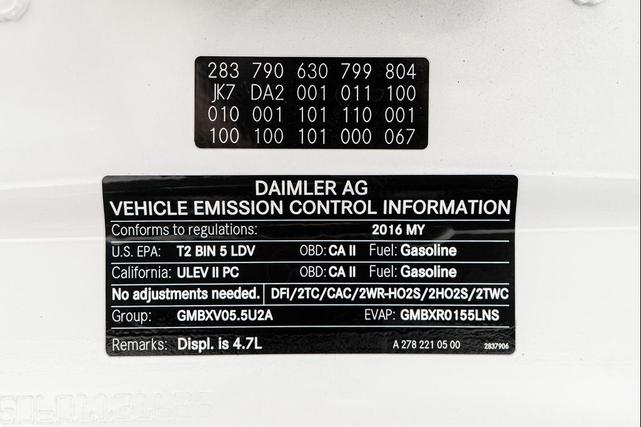 283 790 630 799 804
JK7 DA2 001 011 100
010 001 101 110 001
100 100 101 000 067
DAIMLER AG
VEHICLE EMISSION CONTROL INFORMATION
Conforms to regulations: 2016 MY
U.S. EPA: T2 BIN 5 LDV OBD: CA II Fuel: Gasoline
California: ULEV II PC OBD: CA II Fuel: Gasoline
No adjustments needed. DFI/2TC/CAC/2WR-HO2S/2HO2S/2TWC
Group: GMBXV05.5U2A EVAP: GMBXR0155LNS
Remarks: Displ. is 4.7L A 278 221 05 00 2837906